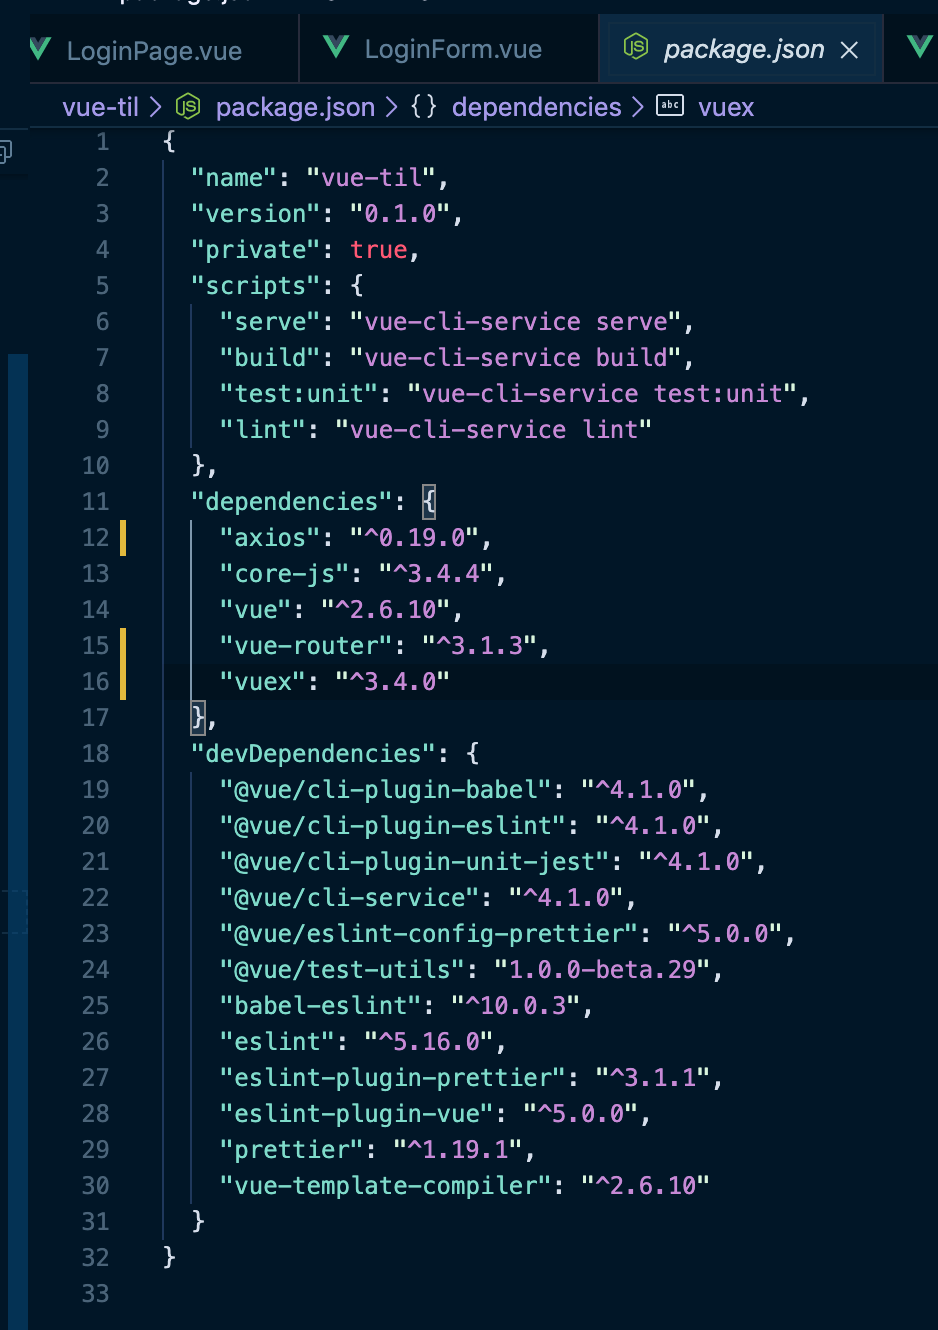 LoginPage.vue LoginForm.vue package.json
vue-til package.json {} dependencies abc vuex
1 {
2 "name": "vue-til",
3 "version": "0.1.0",
4 "private": true,
5 "scripts": {
6 "serve": "vue-cli-service serve",
7 "build": "vue-cli-service build",
8 "test:unit": "vue-cli-service test:unit",
9 "lint": "vue-cli-service lint"
10 },
11 "dependencies": {
12 "axios": "^0.19.0",
13 "core-js": "^3.4.4",
14 "vue": "^2.6.10",
15 "vue-router": "^3.1.3",
16 "vuex": "^3.4.0"
17 },
18 "devDependencies": {
19 "@vue/cli-plugin-babel": "^4.1.0",
20 "@vue/cli-plugin-eslint": "^4.1.0",
21 "@vue/cli-plugin-unit-jest": "^4.1.0",
22 "@vue/cli-service": "^4.1.0",
23 "@vue/eslint-config-prettier": "^5.0.0",
24 "@vue/test-utils": "1.0.0-beta.29",
25 "babel-eslint": "^10.0.3",
26 "eslint": "^5.16.0",
27 "eslint-plugin-prettier": "^3.1.1",
28 "eslint-plugin-vue": "^5.0.0",
29 "prettier": "^1.19.1",
30 "vue-template-compiler": "^2.6.10"
31 }
32 }
33